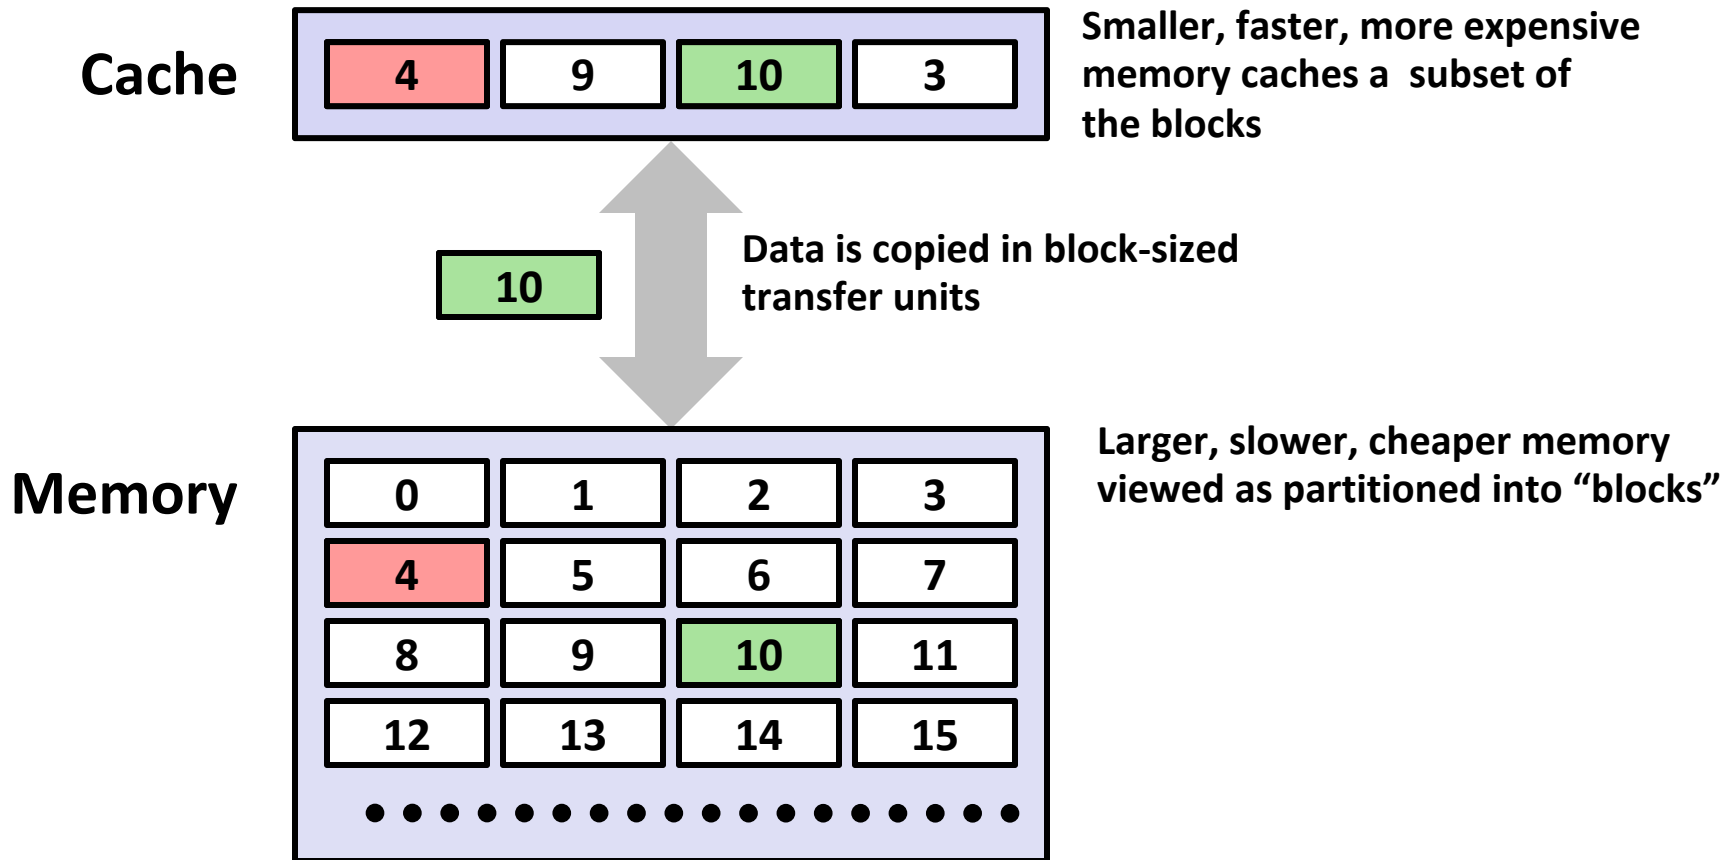 Cache
4 9 10 3
Smaller, faster, more expensive
memory caches a  subset of
the blocks
10
Data is copied in block-sized
transfer units
Memory
0 1 2 3
4 5 6 7
8 9 10 11
12 13 14 15
Larger, slower, cheaper memory
viewed as partitioned into “blocks”